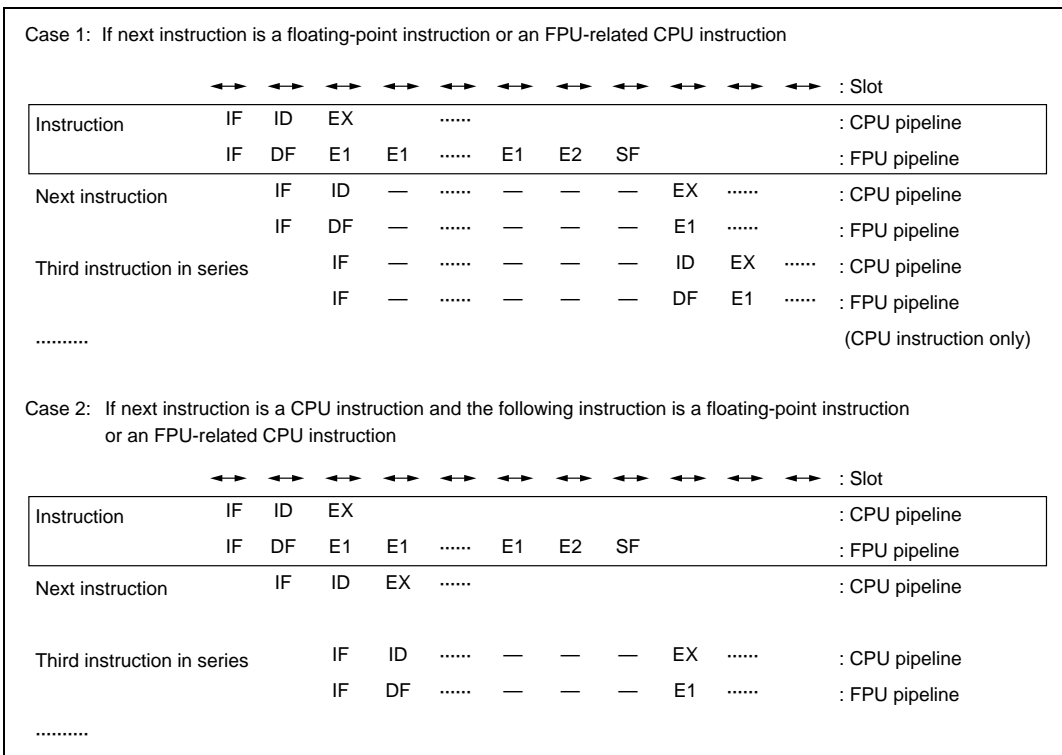 Case 1: If next instruction is a floating-point instruction or an FPU-related CPU instruction
: Slot
Instruction IF ID EX ······ : CPU pipeline
IF DF E1 E1 ······ E1 E2 SF : FPU pipeline
Next instruction IF ID — ······ — — — EX ······ : CPU pipeline
IF DF — ······ — — — E1 ······ : FPU pipeline
Third instruction in series IF — ······ — — — ID EX ······ : CPU pipeline
IF — ······ — — — DF E1 ······ : FPU pipeline
·········· (CPU instruction only)
Case 2: If next instruction is a CPU instruction and the following instruction is a floating-point instruction
or an FPU-related CPU instruction
: Slot
Instruction IF ID EX : CPU pipeline
IF DF E1 E1 ······ E1 E2 SF : FPU pipeline
Next instruction IF ID EX ······ : CPU pipeline
Third instruction in series IF ID ······ — — — EX ······ : CPU pipeline
IF DF ······ — — — E1 ······ : FPU pipeline
··········